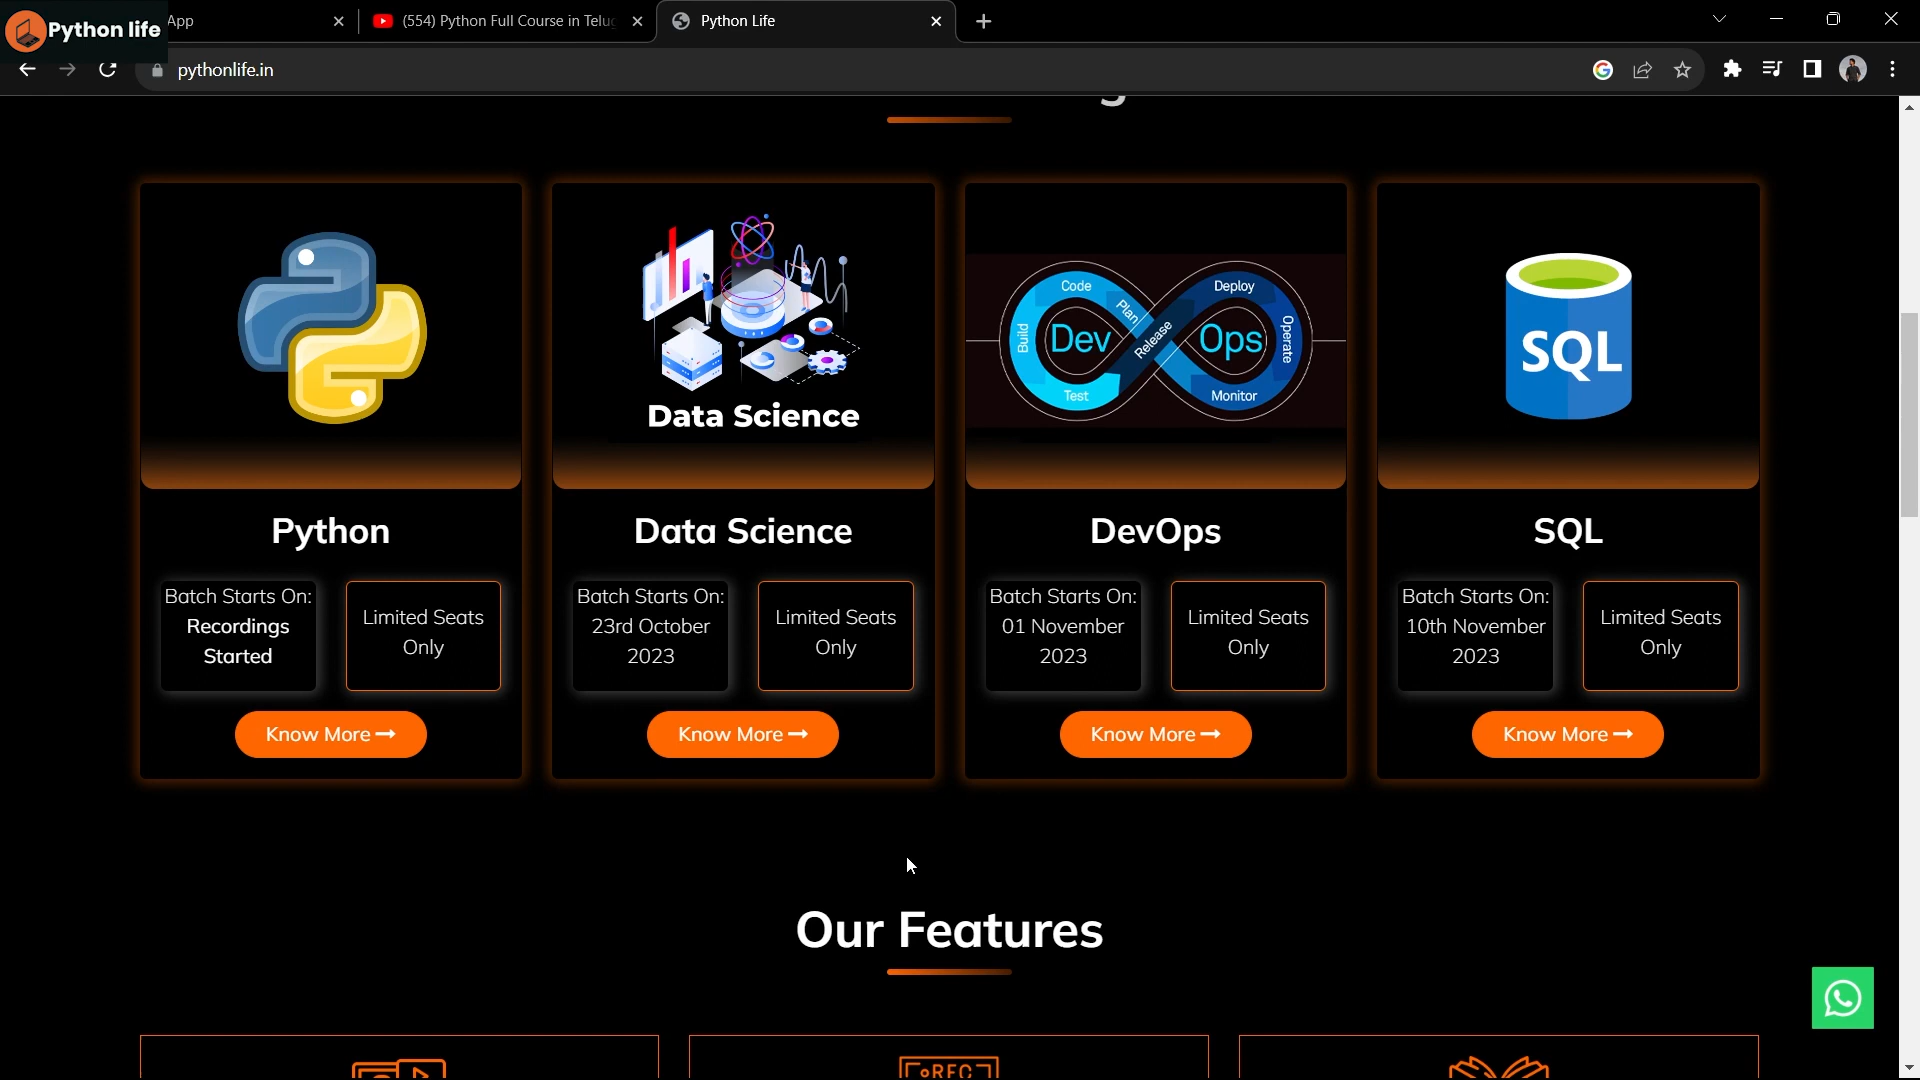 Python life
App
(554) Python Full Course in Telu
Python Life
pythonlife.in
Code
Plan
Build
Dev
Test
Release
Deploy
Ops
Operate
Monitor
SQL
Data Science
Python
Data Science
DevOps
SQL
Batch Starts On:
Recordings
Started
Limited Seats
Only
Batch Starts On:
23rd October
2023
Limited Seats
Only
Batch Starts On:
01 November
2023
Limited Seats
Only
Batch Starts On:
10th November
2023
Limited Seats
Only
Know More
Know More
Know More
Know More
Our Features
REC